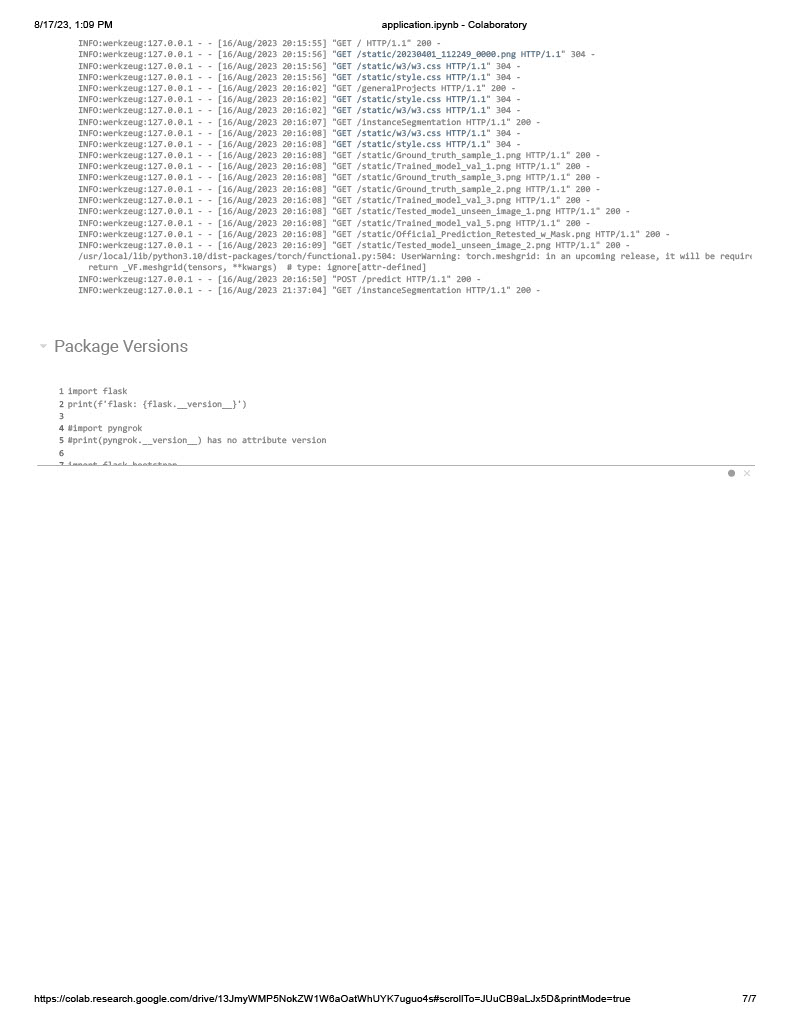 8/17/23, 1:09 PM application.ipynb - Colaboratory
INFO:werkzeug:127.0.0.1 - - [16/Aug/2023 20:15:55] "GET / HTTP/1.1" 200 -
INFO:werkzeug:127.0.0.1 - - [16/Aug/2023 20:15:56] "GET /static/20230401_112249_0000.png HTTP/1.1" 304 -
INFO:werkzeug:127.0.0.1 - - [16/Aug/2023 20:15:56] "GET /static/w3/w3.css HTTP/1.1" 304 -
INFO:werkzeug:127.0.0.1 - - [16/Aug/2023 20:15:56] "GET /static/style.css HTTP/1.1" 304 -
INFO:werkzeug:127.0.0.1 - - [16/Aug/2023 20:16:02] "GET /generalProjects HTTP/1.1" 200 -
INFO:werkzeug:127.0.0.1 - - [16/Aug/2023 20:16:02] "GET /static/style.css HTTP/1.1" 304 -
INFO:werkzeug:127.0.0.1 - - [16/Aug/2023 20:16:02] "GET /static/w3/w3.css HTTP/1.1" 304 -
INFO:werkzeug:127.0.0.1 - - [16/Aug/2023 20:16:07] "GET /instanceSegmentation HTTP/1.1" 200 -
INFO:werkzeug:127.0.0.1 - - [16/Aug/2023 20:16:08] "GET /static/w3/w3.css HTTP/1.1" 304 -
INFO:werkzeug:127.0.0.1 - - [16/Aug/2023 20:16:08] "GET /static/style.css HTTP/1.1" 304 -
INFO:werkzeug:127.0.0.1 - - [16/Aug/2023 20:16:08] "GET /static/Ground_truth_sample_1.png HTTP/1.1" 200 -
INFO:werkzeug:127.0.0.1 - - [16/Aug/2023 20:16:08] "GET /static/Trained_model_val_1.png HTTP/1.1" 200 -
INFO:werkzeug:127.0.0.1 - - [16/Aug/2023 20:16:08] "GET /static/Ground_truth_sample_3.png HTTP/1.1" 200 -
INFO:werkzeug:127.0.0.1 - - [16/Aug/2023 20:16:08] "GET /static/Ground_truth_sample_2.png HTTP/1.1" 200 -
INFO:werkzeug:127.0.0.1 - - [16/Aug/2023 20:16:08] "GET /static/Trained_model_val_3.png HTTP/1.1" 200 -
INFO:werkzeug:127.0.0.1 - - [16/Aug/2023 20:16:08] "GET /static/Tested_model_unseen_image_1.png HTTP/1.1" 200 -
INFO:werkzeug:127.0.0.1 - - [16/Aug/2023 20:16:08] "GET /static/Trained_model_val_5.png HTTP/1.1" 200 -
INFO:werkzeug:127.0.0.1 - - [16/Aug/2023 20:16:08] "GET /static/Official_Prediction_Retested_w_Mask.png HTTP/1.1" 200 -
INFO:werkzeug:127.0.0.1 - - [16/Aug/2023 20:16:09] "GET /static/Tested_model_unseen_image_2.png HTTP/1.1" 200 -
/usr/local/lib/python3.10/dist-packages/torch/functional.py:504: UserWarning: torch.meshgrid: in an upcoming release, it will be require
return _VF.meshgrid(tensors, **kwargs)  # type: ignore[attr-defined]
INFO:werkzeug:127.0.0.1 - - [16/Aug/2023 20:16:50] "POST /predict HTTP/1.1" 200 -
INFO:werkzeug:127.0.0.1 - - [16/Aug/2023 21:37:04] "GET /instanceSegmentation HTTP/1.1" 200 -
Package Versions
1 import flask
2 print(f'flask: {flask.__version__}')
3
4 #import pyngrok
5 #print(pyngrok.__version__) has no attribute version
6
7 import flask_bootstrap
https://colab.research.google.com/drive/13JmyWMP5NokZW1W6aOatWhUYK7uguo4s#scrollTo=JUuCB9aLJx5D&printMode=true 7/7